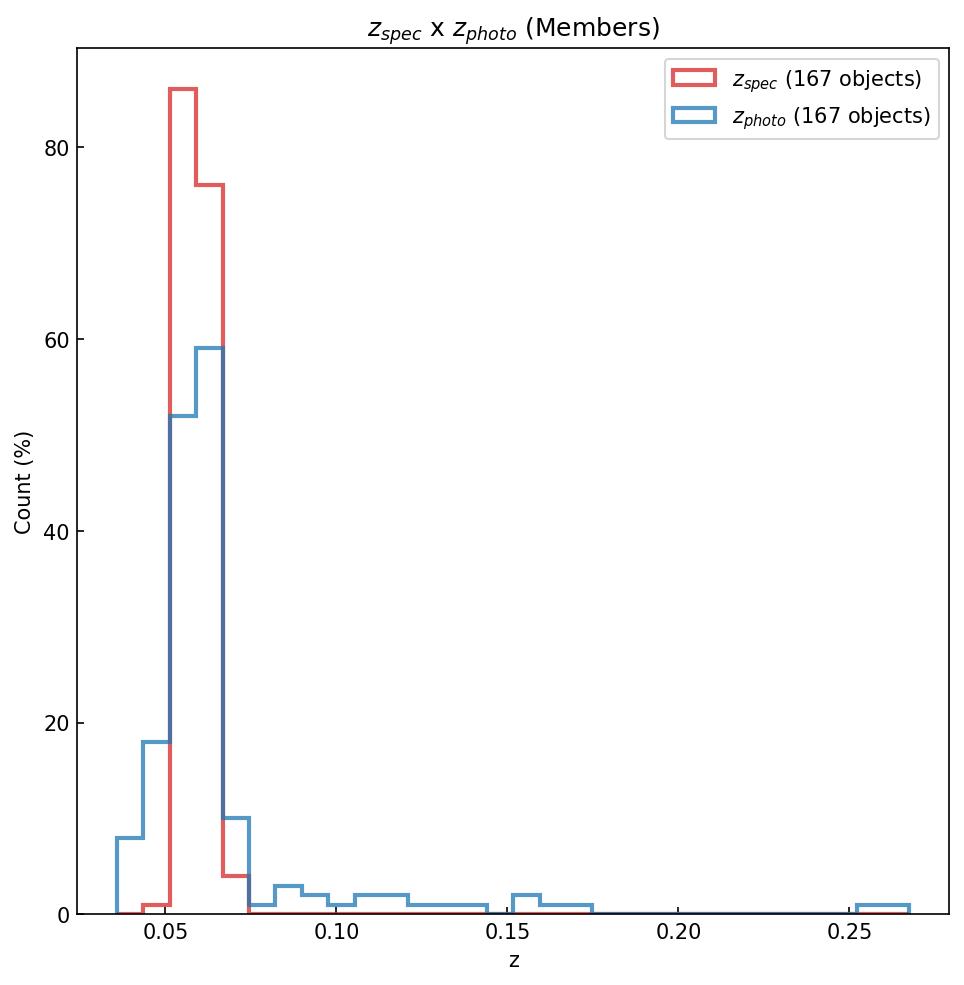 z_spec x z_photo (Members)
z_spec (167 objects)
z_photo (167 objects)
Count (%)
80
60
40
20
0
0.05 0.10 0.15 0.20 0.25
z